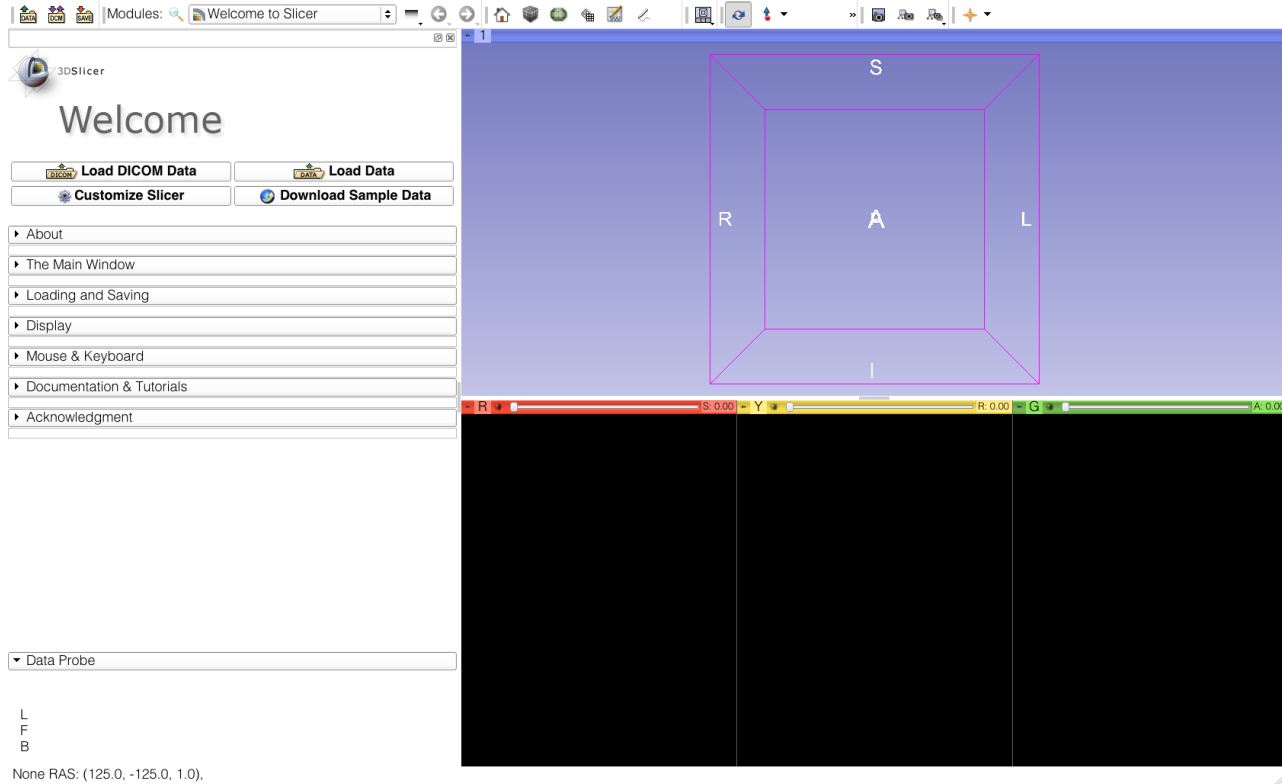 DATA DCM SAVE Modules: Welcome to Slicer »
1
3DSlicer
Welcome
DICOM Load DICOM Data DATA Load Data
Customize Slicer Download Sample Data
About
The Main Window
Loading and Saving
Display
Mouse & Keyboard
Documentation & Tutorials
Acknowledgment
S
R A L
I
R S: 0.00 Y R: 0.00 G A: 0.00
Data Probe
L
F
B
None RAS: (125.0, -125.0, 1.0),